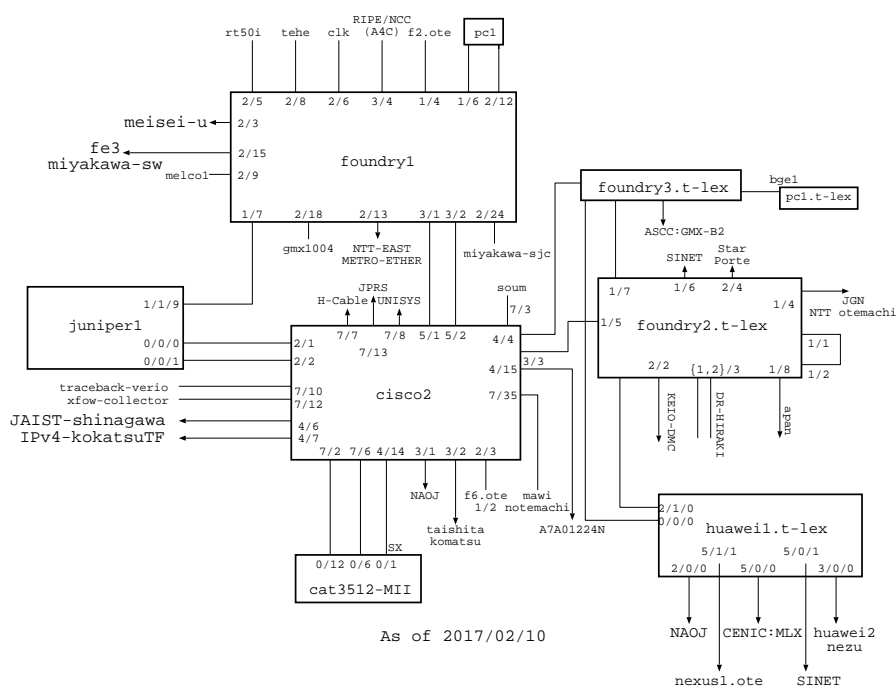 RIPE/NCC
(A4C)
rt50i
tehe
clk
f2.ote
pc1
2/5
2/8
2/6
3/4
1/4
1/6
2/12
meisei-u
2/3
fe3
miyakawa-sw
2/15
melco1
2/9
foundry1
1/7
2/18
2/13
3/1
3/2
2/24
gmx1004
NTT-EAST
METRO-ETHER
miyakawa-sjc
foundry3.t-lex
bge1
pc1.t-lex
ASCC:GMX-B2
SINET
Star
Porte
1/7
1/6
2/4
1/4
JGN
NTT otemachi
1/5
foundry2.t-lex
1/1
1/2
2/2
{1,2}/3
1/8
KEIO-DMC
DR-HIRAKI
apan
juniper1
1/1/9
0/0/0
0/0/1
JPRS
H-Cable
UNISYS
soum
7/3
7/7
7/13
7/8
5/1
5/2
4/4
2/1
2/2
3/3
4/15
7/35
cisco2
traceback-verio
xfow-collector
7/10
7/12
JAIST-shinagawa
IPv4-kokatsuTF
4/6
4/7
7/2
7/6
4/14
3/1
3/2
2/3
NAOJ
taishita
komatsu
f6.ote
1/2
mawi
notemachi
A7A01224N
SX
0/12
0/6
0/1
cat3512-MII
2/1/0
0/0/0
huawei1.t-lex
5/1/1
5/0/1
2/0/0
5/0/0
3/0/0
NAOJ
CENIC:MLX
huawei2
nezu
nexus1.ote
SINET
As of 2017/02/10